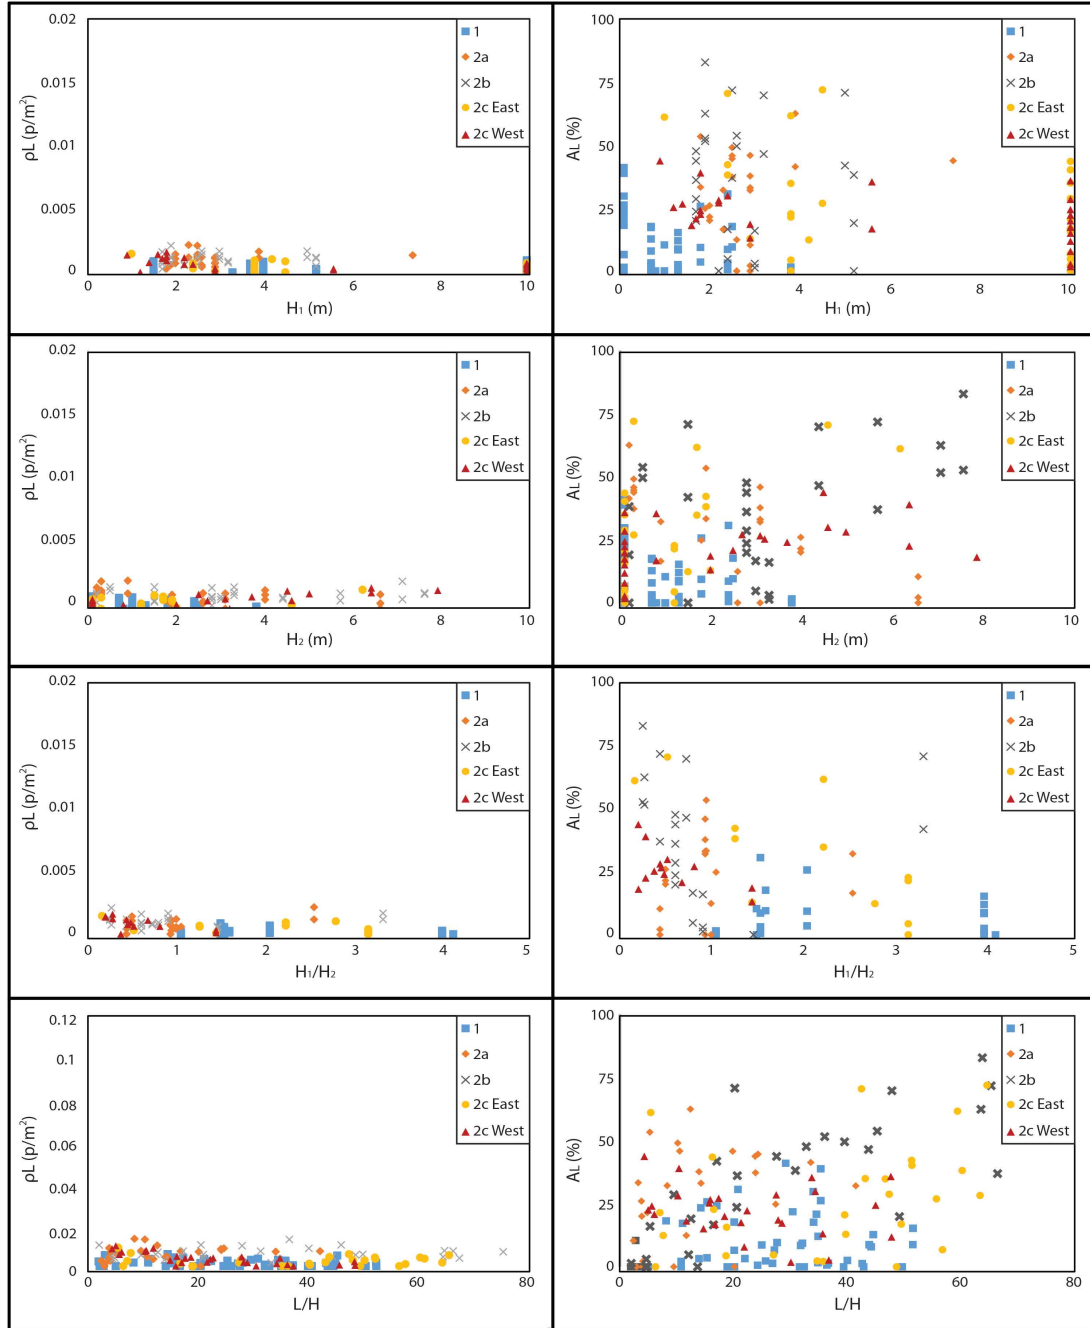 0.02
0.015
0.01
0.005
0
ρL (p/m²)
0 2 4 6 8 10
H₁ (m)
1
2a
2b
2c East
2c West
100
75
50
25
0
AL (%)
0 2 4 6 8 10
H₁ (m)
1
2a
2b
2c East
2c West
0.02
0.015
0.01
0.005
0
ρL (p/m²)
0 2 4 6 8 10
H₂ (m)
1
2a
2b
2c East
2c West
100
75
50
25
0
AL (%)
0 2 4 6 8 10
H₂ (m)
1
2a
2b
2c East
2c West
0.02
0.015
0.01
0.005
0
ρL (p/m²)
0 1 2 3 4 5
H₁/H₂
1
2a
2b
2c East
2c West
100
75
50
25
0
AL (%)
0 1 2 3 4 5
H₁/H₂
1
2a
2b
2c East
2c West
0.12
0.1
0.08
0.06
0.04
0.02
0
ρL (p/m²)
0 20 40 60 80
L/H
1
2a
2b
2c East
2c West
100
75
50
25
0
AL (%)
0 20 40 60 80
L/H
1
2a
2b
2c East
2c West